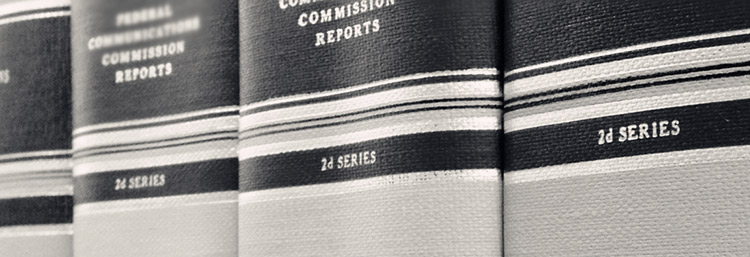 FEDERAL
COMMUNICATIONS
COMMISSION
REPORTS
2d SERIES
COMMISSION
REPORTS
2d SERIES
2d SERIES